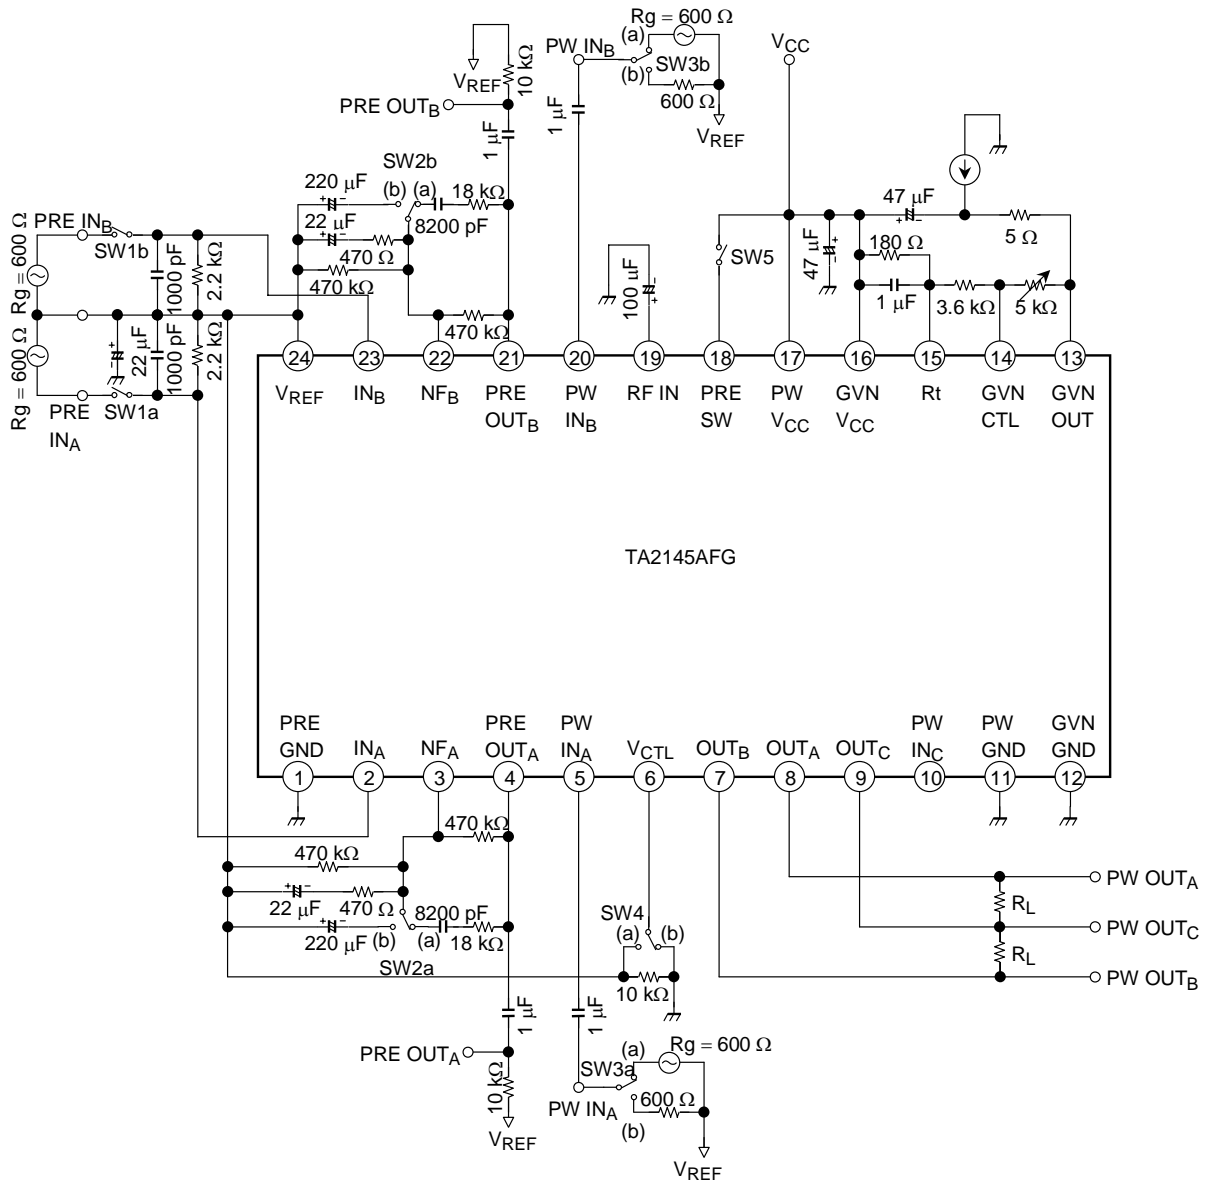 Rg = 600 Ω
(a)
PW INB
VCC
SW3b
(b)
600 Ω
VREF
10 kΩ
VREF
PRE OUTB
1 μF
1 μF
SW2b
220 μF
(b)
(a)
18 kΩ
8200 pF
22 μF
470 Ω
470 kΩ
470 kΩ
PRE INB
SW1b
Rg = 600 Ω
1000 pF
2.2 kΩ
Rg = 600 Ω
22 μF
1000 pF
2.2 kΩ
SW1a
PRE
INA
100 μF
SW5
47 μF
47 μF
5 Ω
180 Ω
1 μF
3.6 kΩ
5 kΩ
24
23
22
21
20
19
18
17
16
15
14
13
VREF
INB
NFB
PRE
OUTB
PW
INB
RF IN
PRE
SW
PW
VCC
GVN
VCC
Rt
GVN
CTL
GVN
OUT
TA2145AFG
PRE
GND
INA
NFA
PRE
OUTA
PW
INA
VCTL
OUTB
OUTA
OUTC
PW
INC
PW
GND
GVN
GND
1
2
3
4
5
6
7
8
9
10
11
12
470 kΩ
470 kΩ
22 μF
470 Ω
8200 pF
220 μF
(b)
(a)
18 kΩ
SW2a
SW4
(a)
(b)
10 kΩ
PW OUTA
RL
PW OUTC
RL
PW OUTB
1 μF
1 μF
PRE OUTA
10 kΩ
VREF
(a)
Rg = 600 Ω
SW3a
600 Ω
PW INA
(b)
VREF